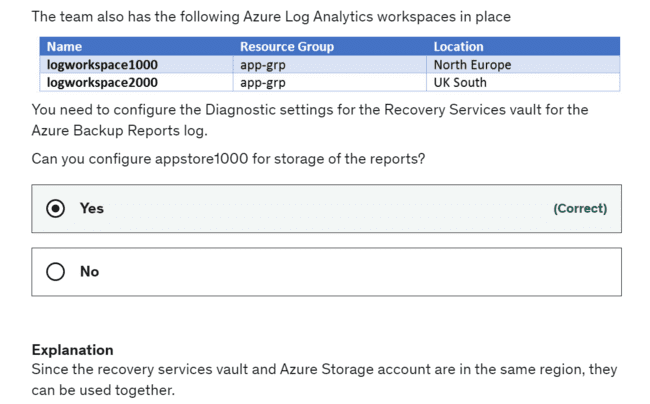 The team also has the following Azure Log Analytics workspaces in place
Name Resource Group Location
logworkspace1000 app-grp North Europe
logworkspace2000 app-grp UK South
You need to configure the Diagnostic settings for the Recovery Services vault for the
Azure Backup Reports log.
Can you configure appstore1000 for storage of the reports?
Yes (Correct)
No
Explanation
Since the recovery services vault and Azure Storage account are in the same region, they
can be used together.